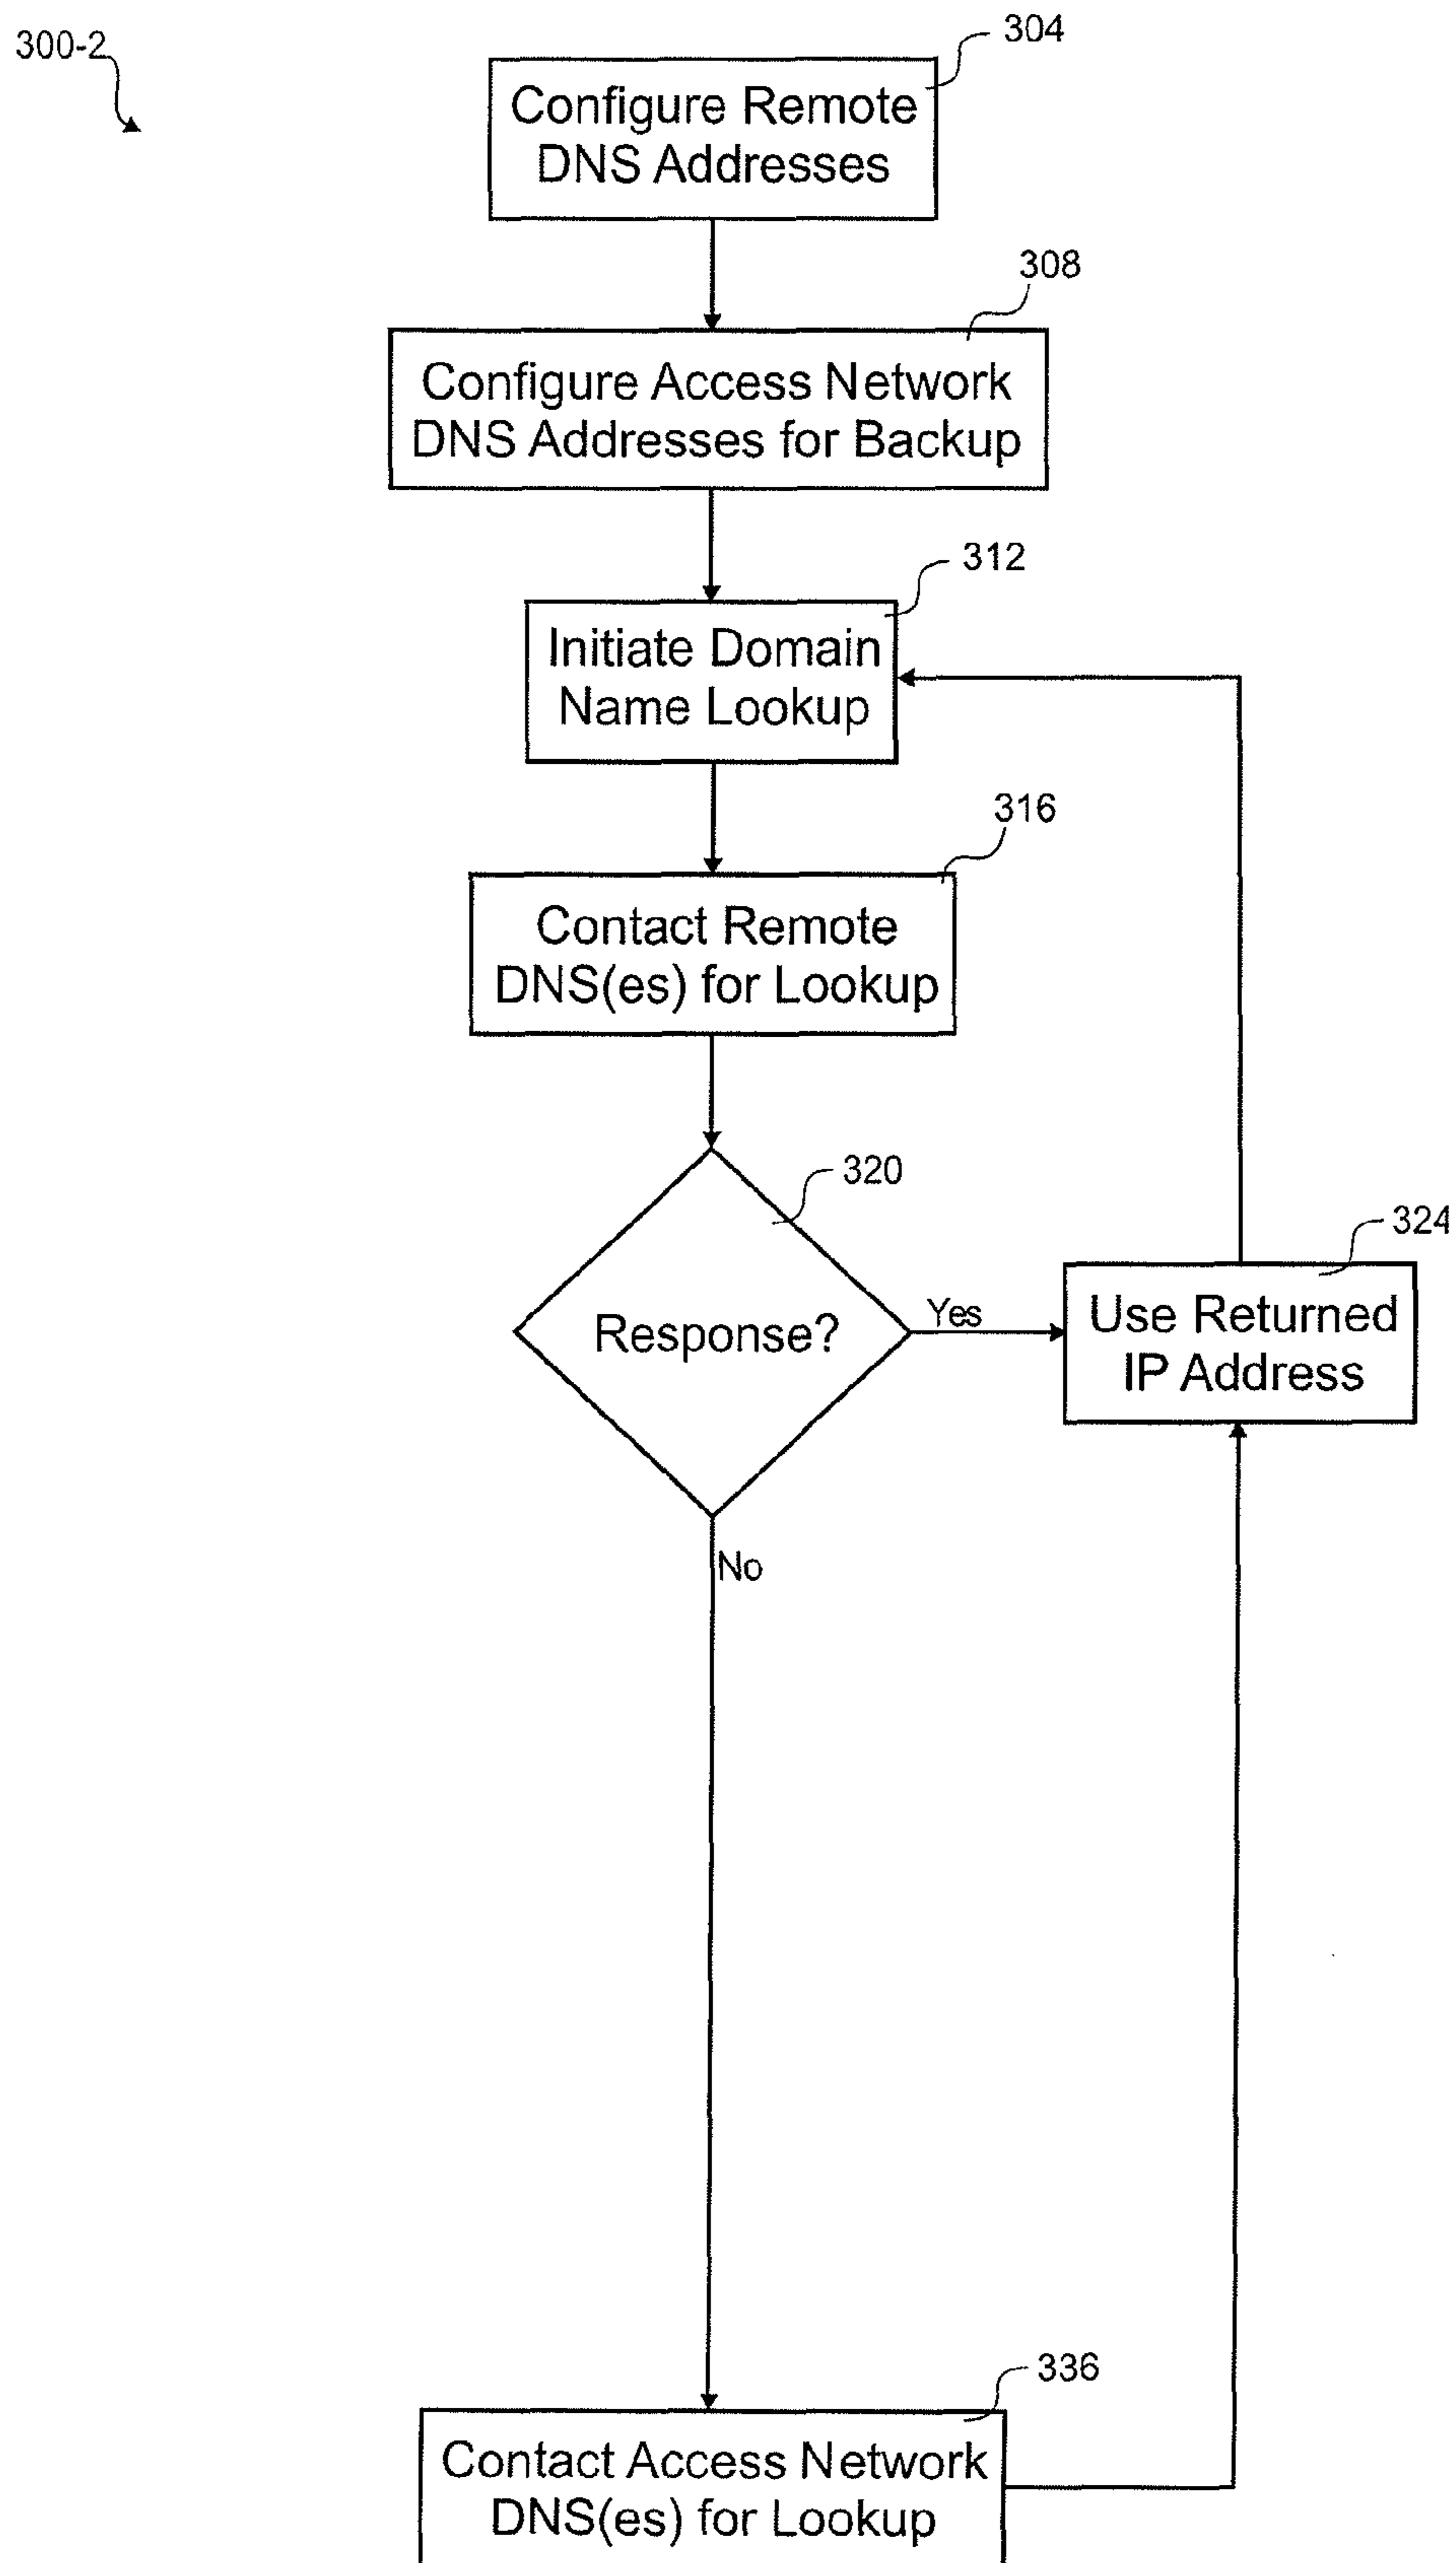 300-2
304
Configure Remote
DNS Addresses
308
Configure Access Network
DNS Addresses for Backup
312
Initiate Domain
Name Lookup
316
Contact Remote
DNS(es) for Lookup
320
Response?
Yes
324
Use Returned
IP Address
No
336
Contact Access Network
DNS(es) for Lookup